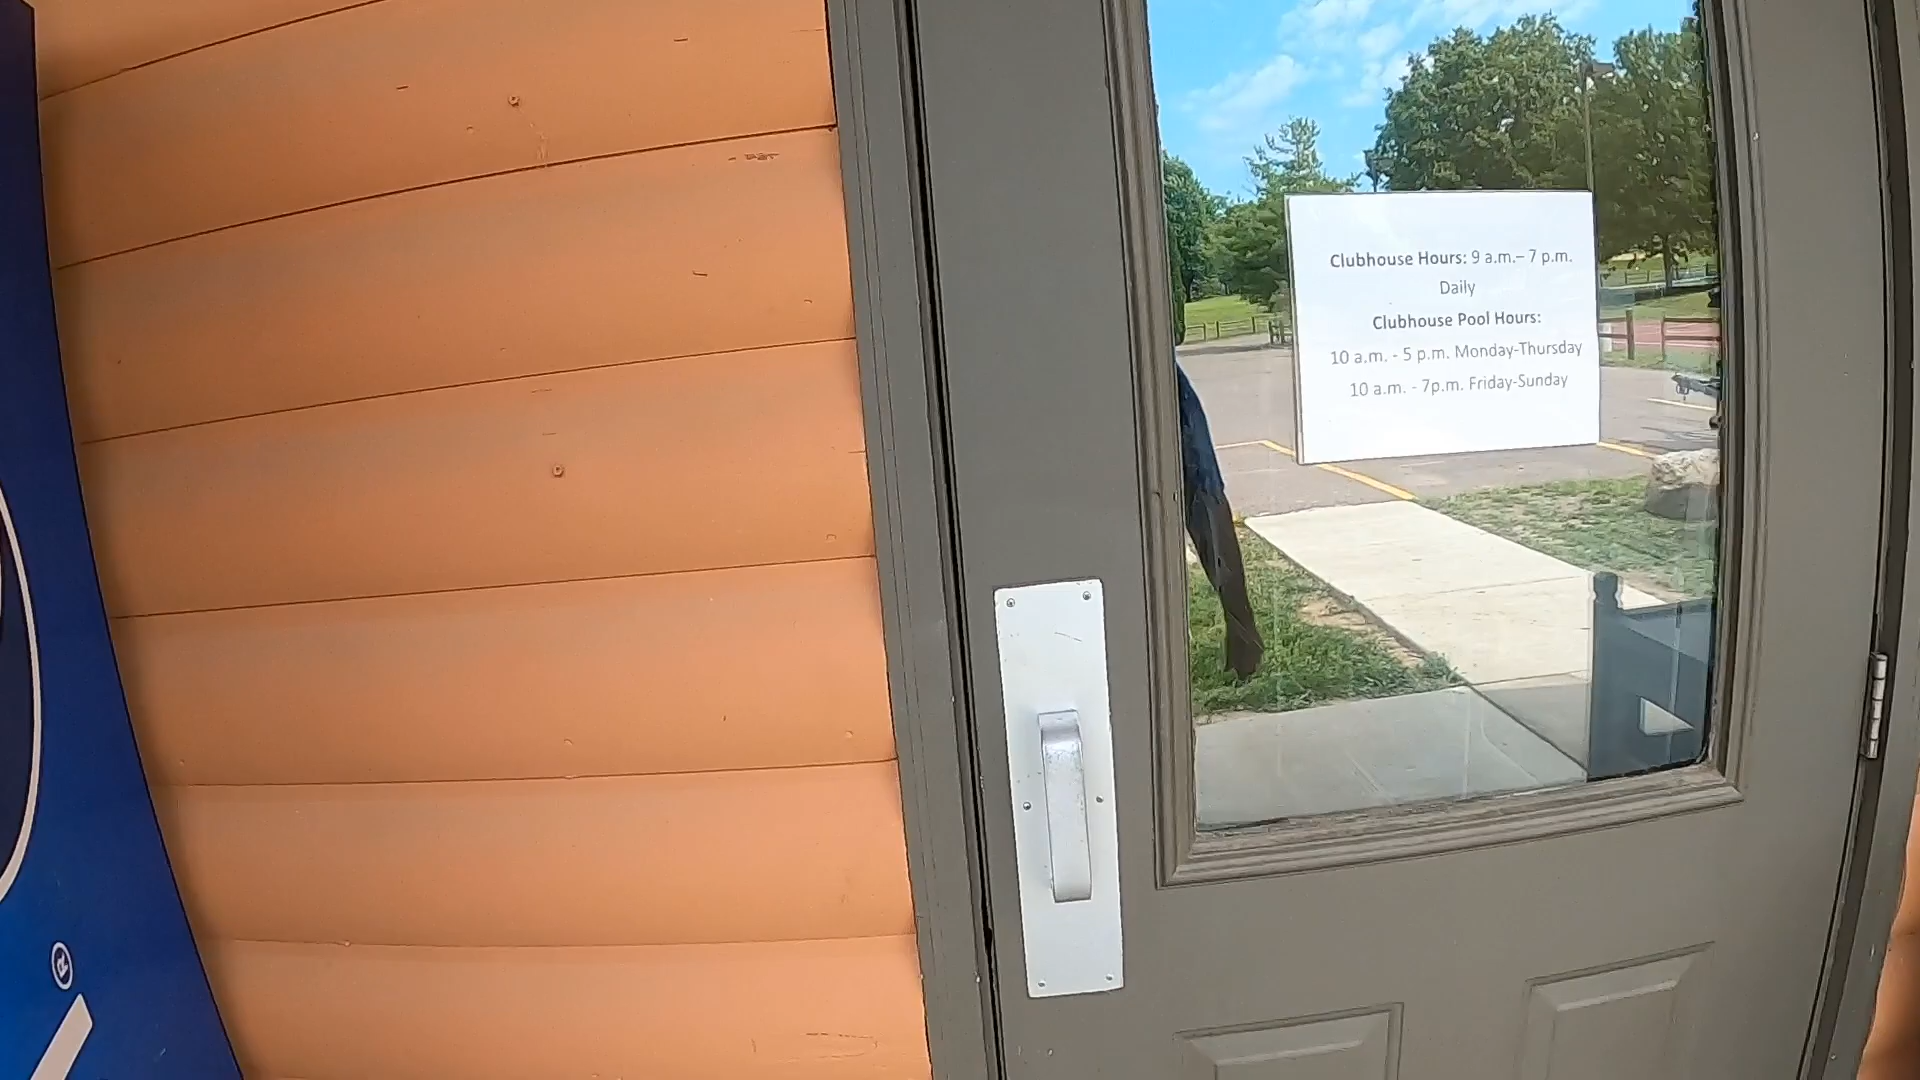 Clubhouse Hours: 9 a.m.– 7 p.m.
Daily
Clubhouse Pool Hours:
10 a.m. - 5 p.m. Monday-Thursday
10 a.m. - 7p.m. Friday-Sunday
®